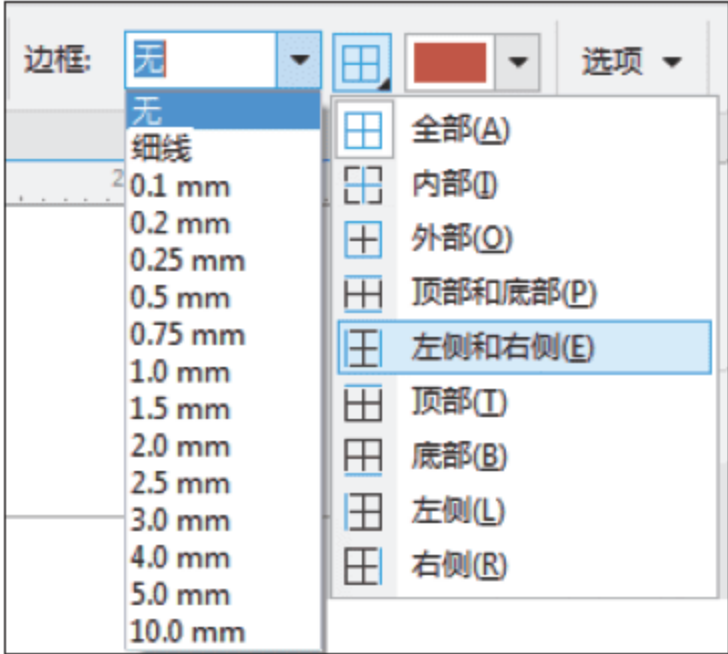 边框: 无 选项
无
细线
2
0.1 mm
0.2 mm
0.25 mm
0.5 mm
0.75 mm
1.0 mm
1.5 mm
2.0 mm
2.5 mm
3.0 mm
4.0 mm
5.0 mm
10.0 mm
全部(A)
内部(I)
外部(O)
顶部和底部(P)
左侧和右侧(E)
顶部(T)
底部(B)
左侧(L)
右侧(R)